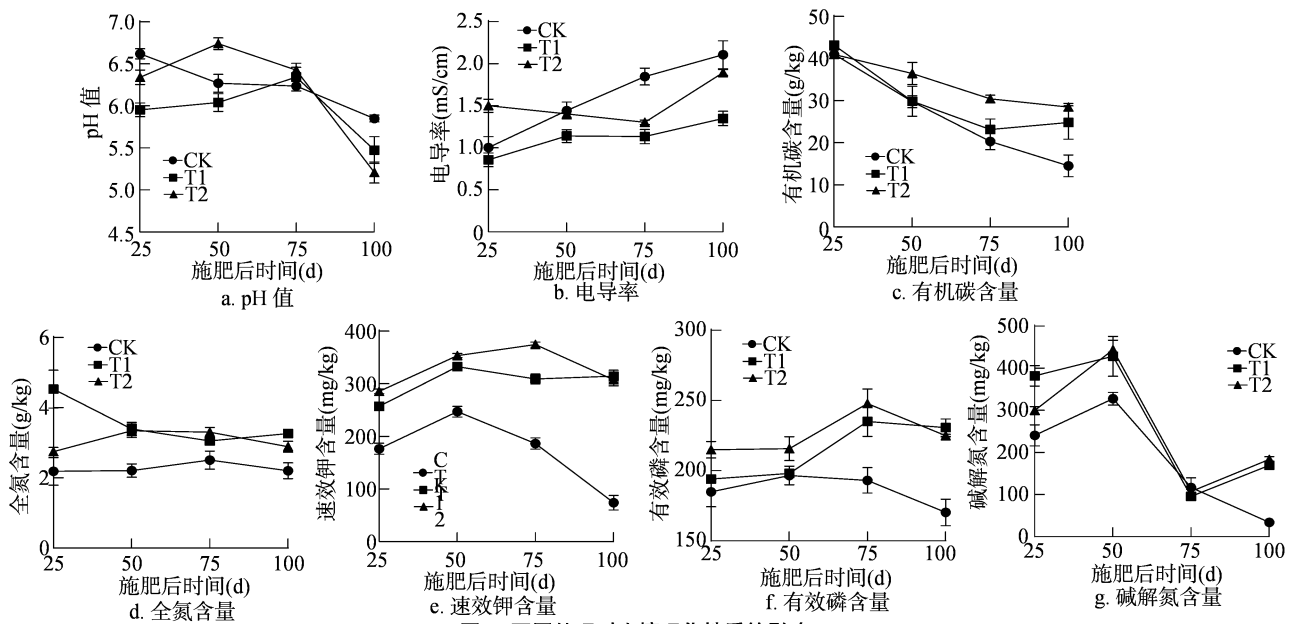 7.0
6.5
6.0
5.5
5.0
4.5
pH 值
CK
T1
T2
25 50 75 100
施肥后时间(d)
a. pH 值
2.5
2.0
1.5
1.0
0.5
0
电导率(mS/cm)
CK
T1
T2
25 50 75 100
施肥后时间(d)
b. 电导率
50
40
30
20
10
0
有机碳含量(g/kg)
CK
T1
T2
25 50 75 100
施肥后时间(d)
c. 有机碳含量
6
4
2
0
全氮含量(g/kg)
CK
T1
T2
25 50 75 100
施肥后时间(d)
d. 全氮含量
400
300
200
100
0
速效钾含量(mg/kg)
C
T
K
1
T
2
25 50 75 100
施肥后时间(d)
e. 速效钾含量
300
250
200
150
有效磷含量(mg/kg)
CK
T1
T2
25 50 75 100
施肥后时间(d)
f. 有效磷含量
500
400
300
200
100
0
碱解氮含量(mg/kg)
CK
T1
T2
25 50 75 100
施肥后时间(d)
g. 碱解氮含量